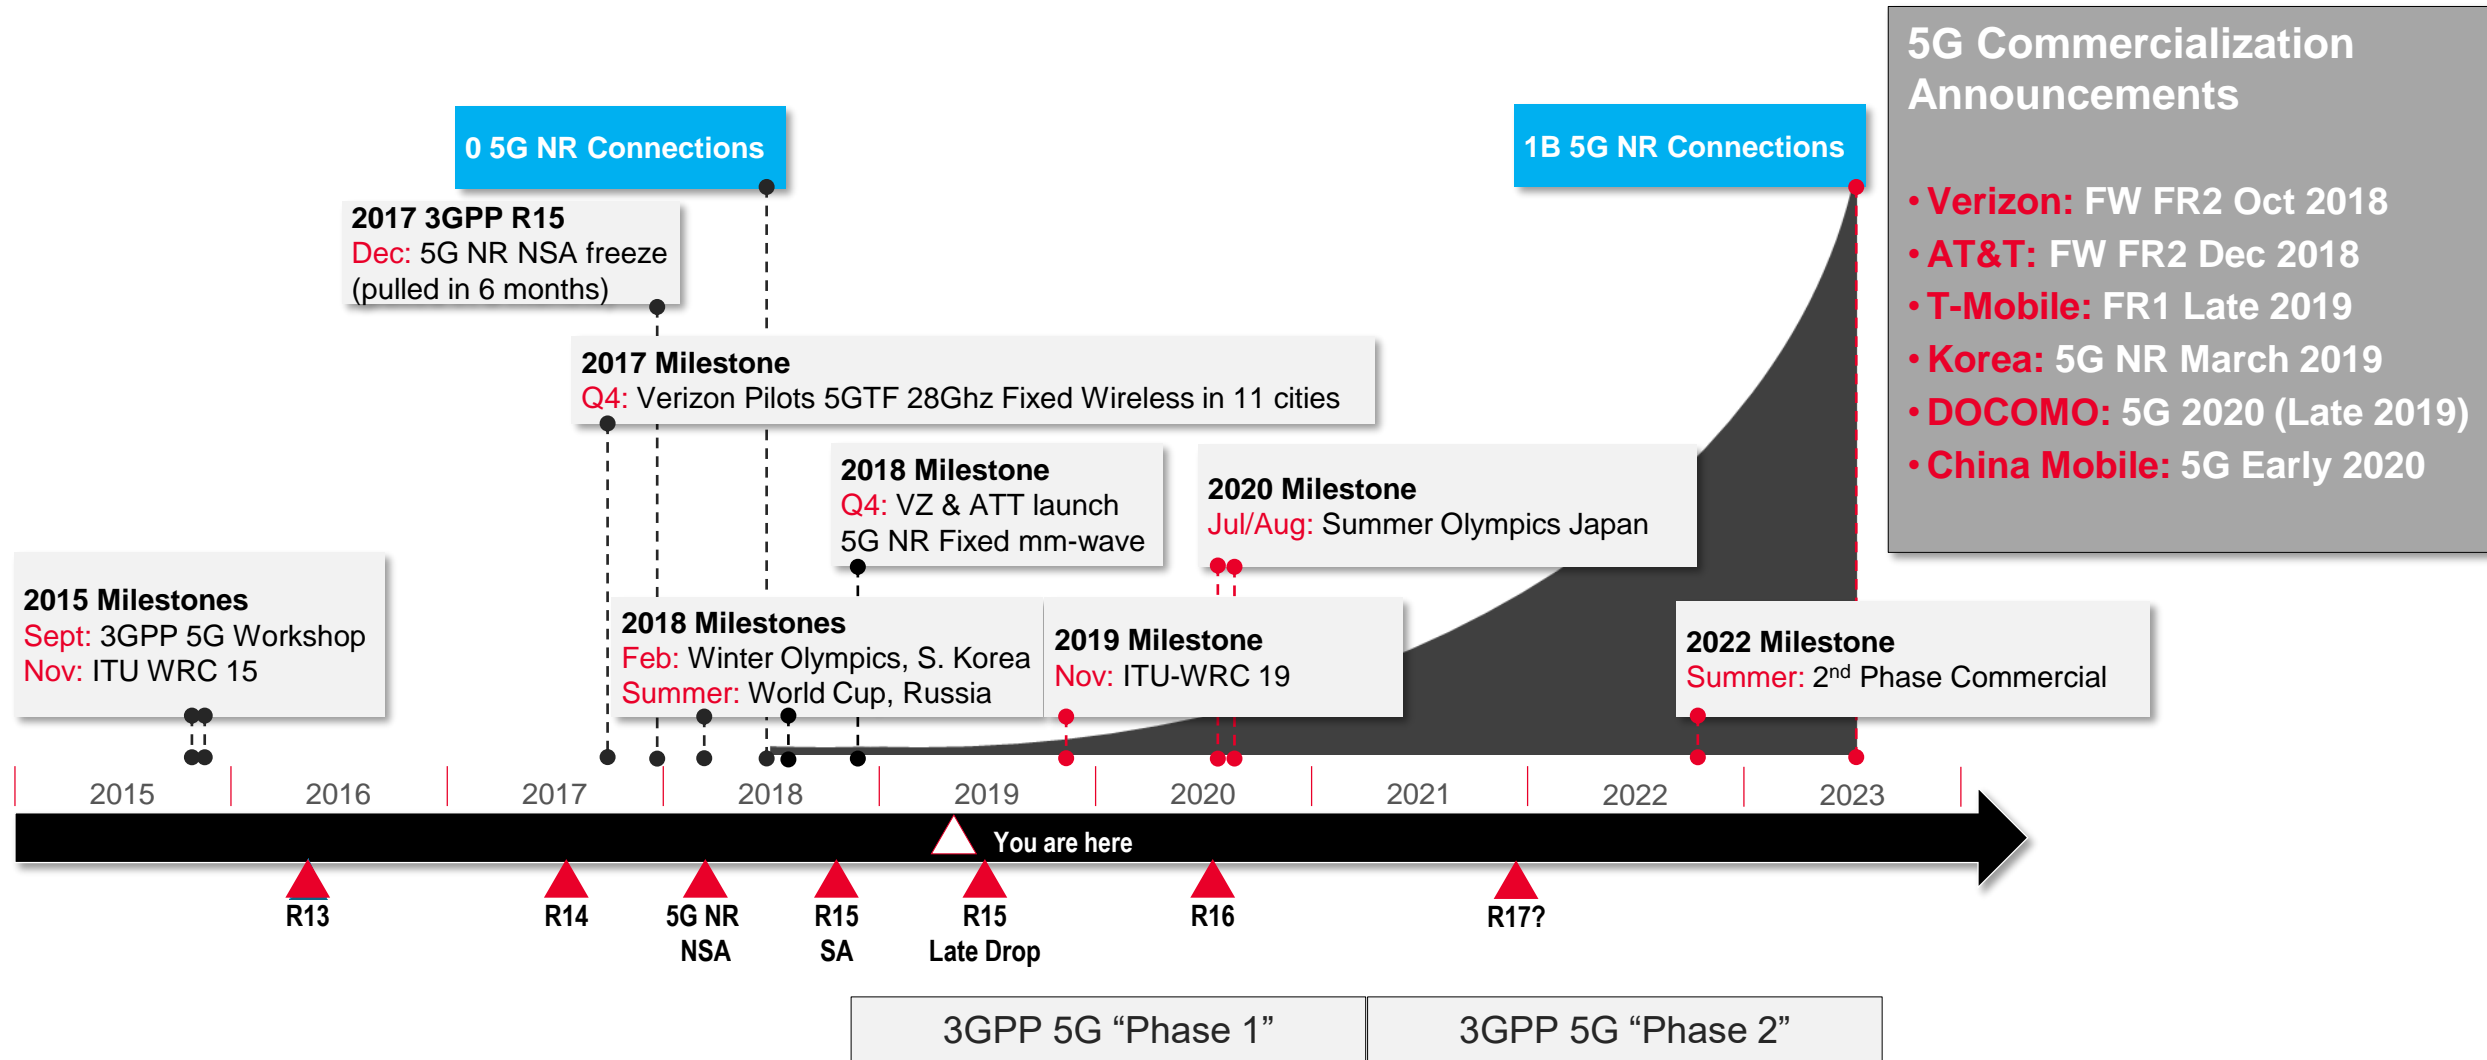 5G Commercialization
Announcements
• Verizon: FW FR2 Oct 2018
• AT&T: FW FR2 Dec 2018
• T-Mobile: FR1 Late 2019
• Korea: 5G NR March 2019
• DOCOMO: 5G 2020 (Late 2019)
• China Mobile: 5G Early 2020
0 5G NR Connections
1B 5G NR Connections
2017 3GPP R15
Dec: 5G NR NSA freeze
(pulled in 6 months)
2017 Milestone
Q4: Verizon Pilots 5GTF 28Ghz Fixed Wireless in 11 cities
2018 Milestone
Q4: VZ & ATT launch
5G NR Fixed mm-wave
2020 Milestone
Jul/Aug: Summer Olympics Japan
2015 Milestones
Sept: 3GPP 5G Workshop
Nov: ITU WRC 15
2018 Milestones
Feb: Winter Olympics, S. Korea
Summer: World Cup, Russia
2019 Milestone
Nov: ITU-WRC 19
2022 Milestone
Summer: 2nd Phase Commercial
2015 2016 2017 2018 2019 2020 2021 2022 2023
You are here
R13
R14
5G NR
NSA
R15
SA
R15
Late Drop
R16
R17?
3GPP 5G “Phase 1”
3GPP 5G “Phase 2”